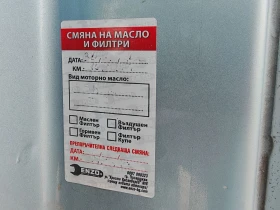 СМЯНА НА МАСЛО
И ФИЛТРИ
ДАТА:
КМ:
Вид моторно масло:
Маслен Филтър
Въздушен Филтър
Горивен Филтър
Филтър Купе
ПРЕПОРЪЧИТЕЛНА СЛЕДВАЩА СМЯНА:
ДАТА:
КМ:
ENZO